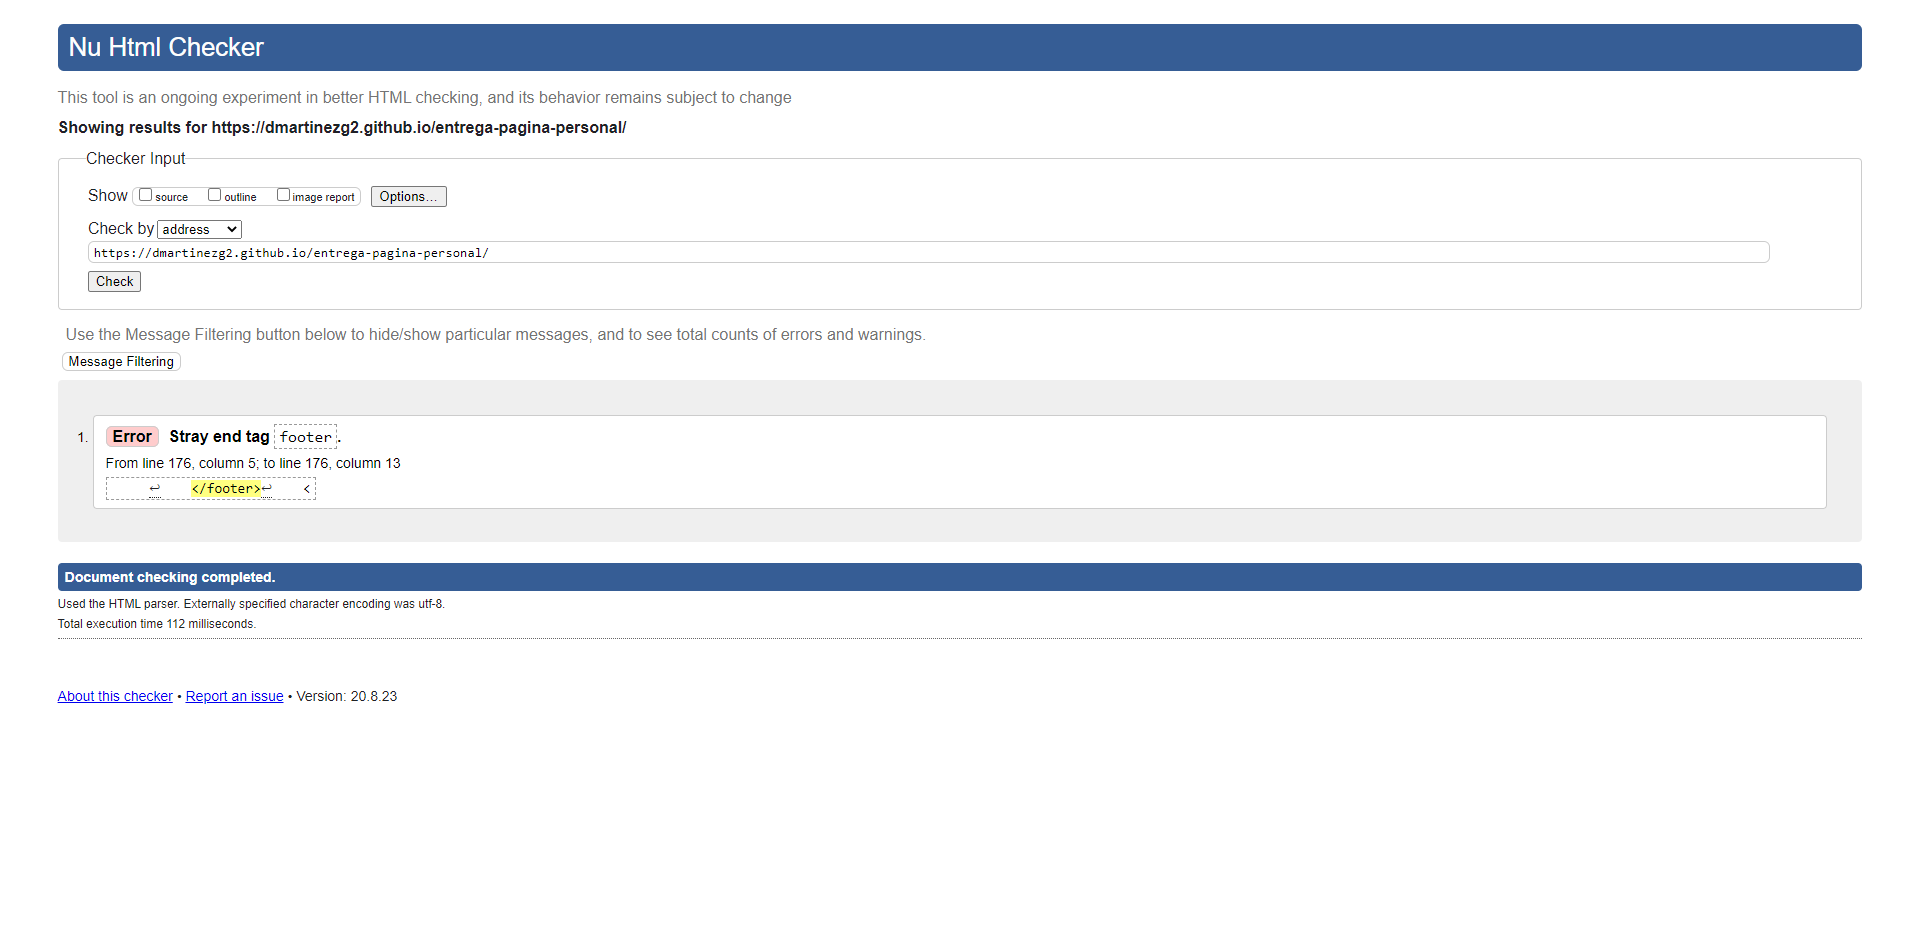 Nu Html Checker
This tool is an ongoing experiment in better HTML checking, and its behavior remains subject to change
Showing results for https://dmartinezg2.github.io/entrega-pagina-personal/
Checker Input
Show source outline image report Options...
Check by address
https://dmartinezg2.github.io/entrega-pagina-personal/
Check
Use the Message Filtering button below to hide/show particular messages, and to see total counts of errors and warnings.
Message Filtering
1. Error Stray end tag footer.
From line 176, column 5; to line 176, column 13
↩ </footer>↩ <
Document checking completed.
Used the HTML parser. Externally specified character encoding was utf-8.
Total execution time 112 milliseconds.
About this checker • Report an issue • Version: 20.8.23